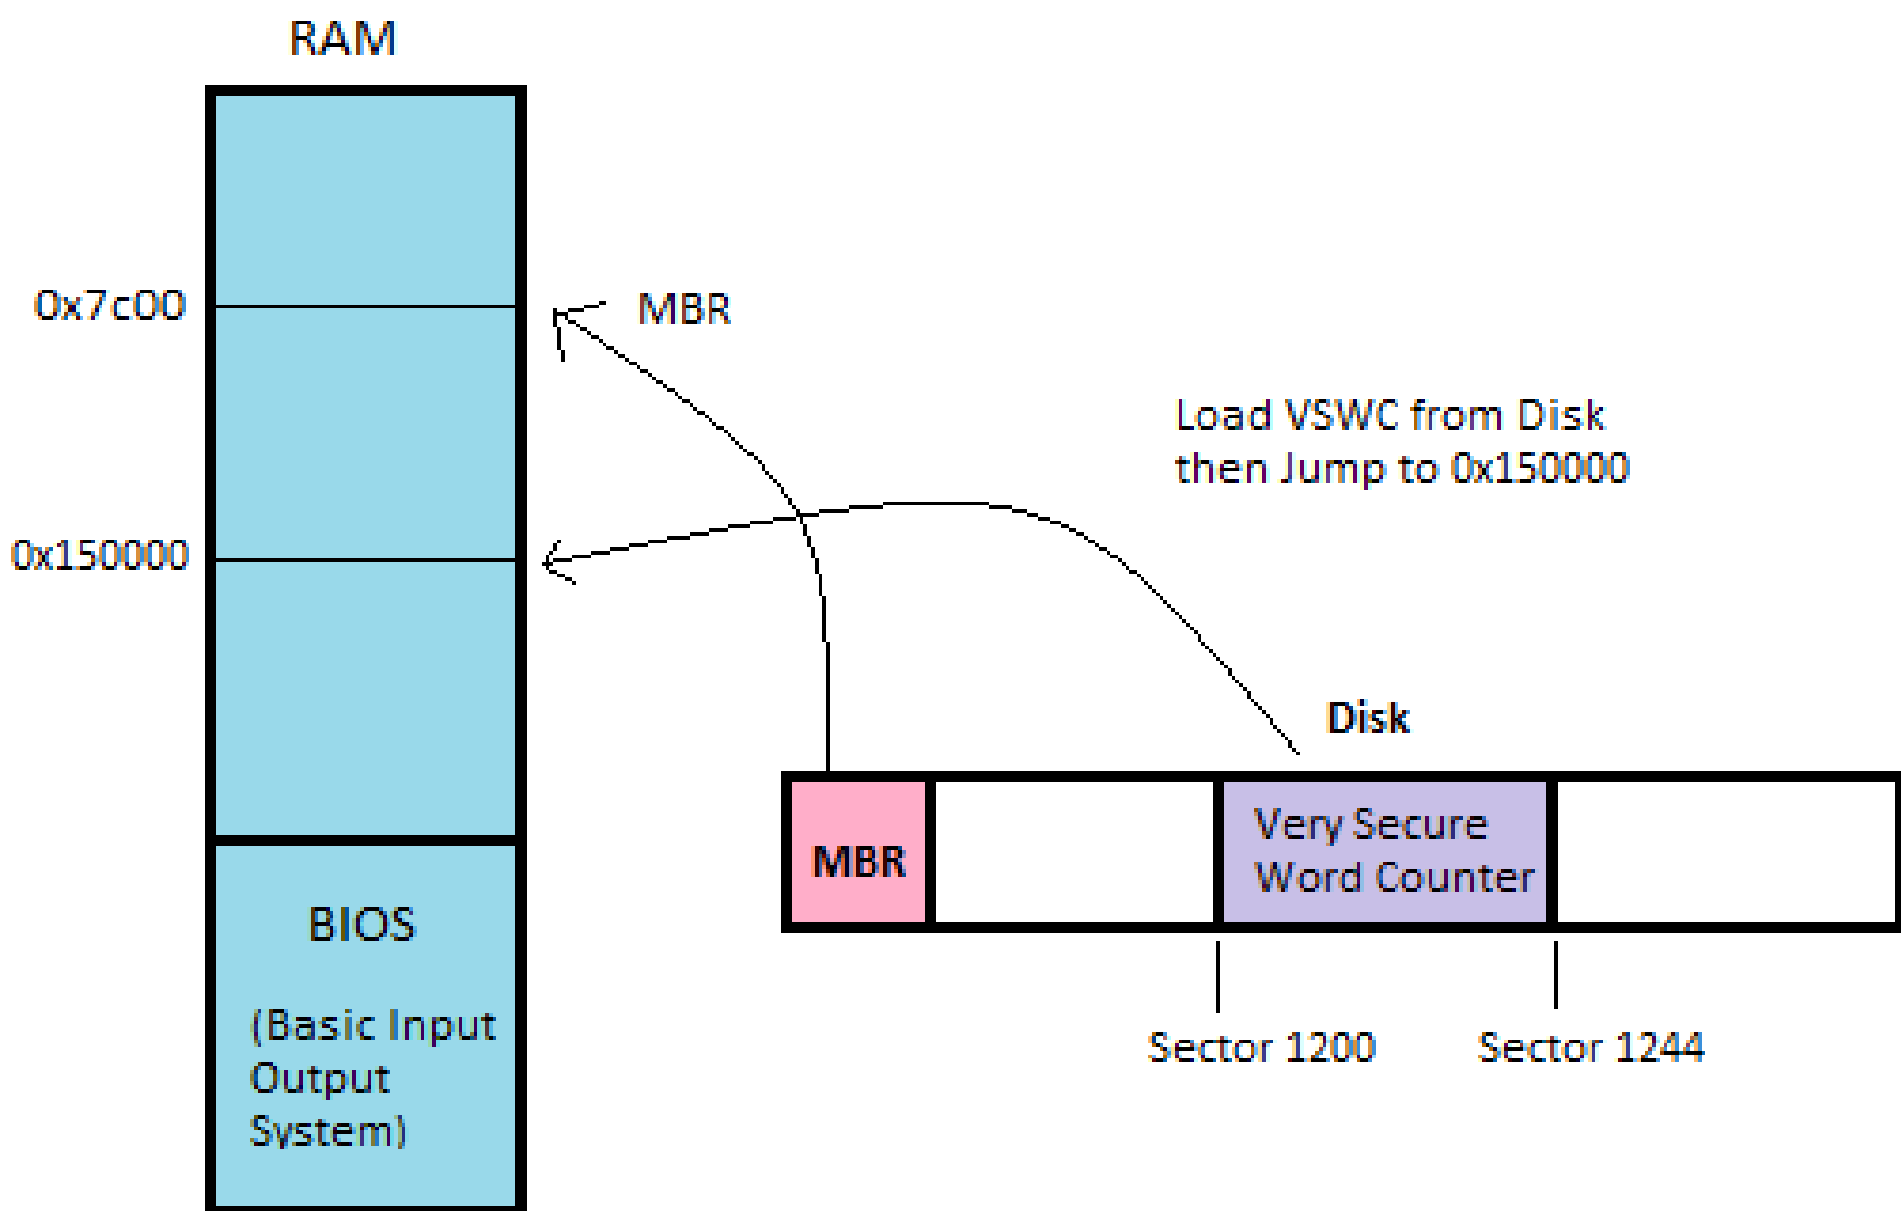 RAM
0x7c00
MBR
Load VSWC from Disk
then Jump to 0x150000
0x150000
Disk
MBR
Very Secure
Word Counter
BIOS
(Basic Input
Output
System)
Sector 1200
Sector 1244